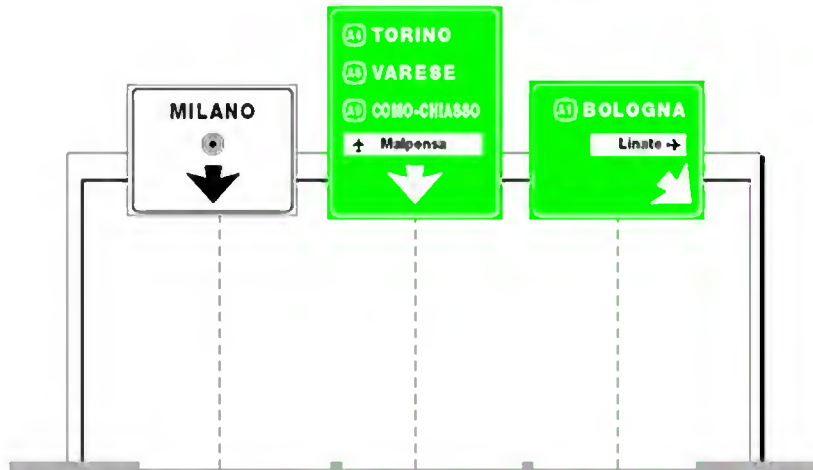 MILANO
A4 TORINO
A8 VARESE
A9 COMO-CHIASSO
Malpensa
A1 BOLOGNA
Linate